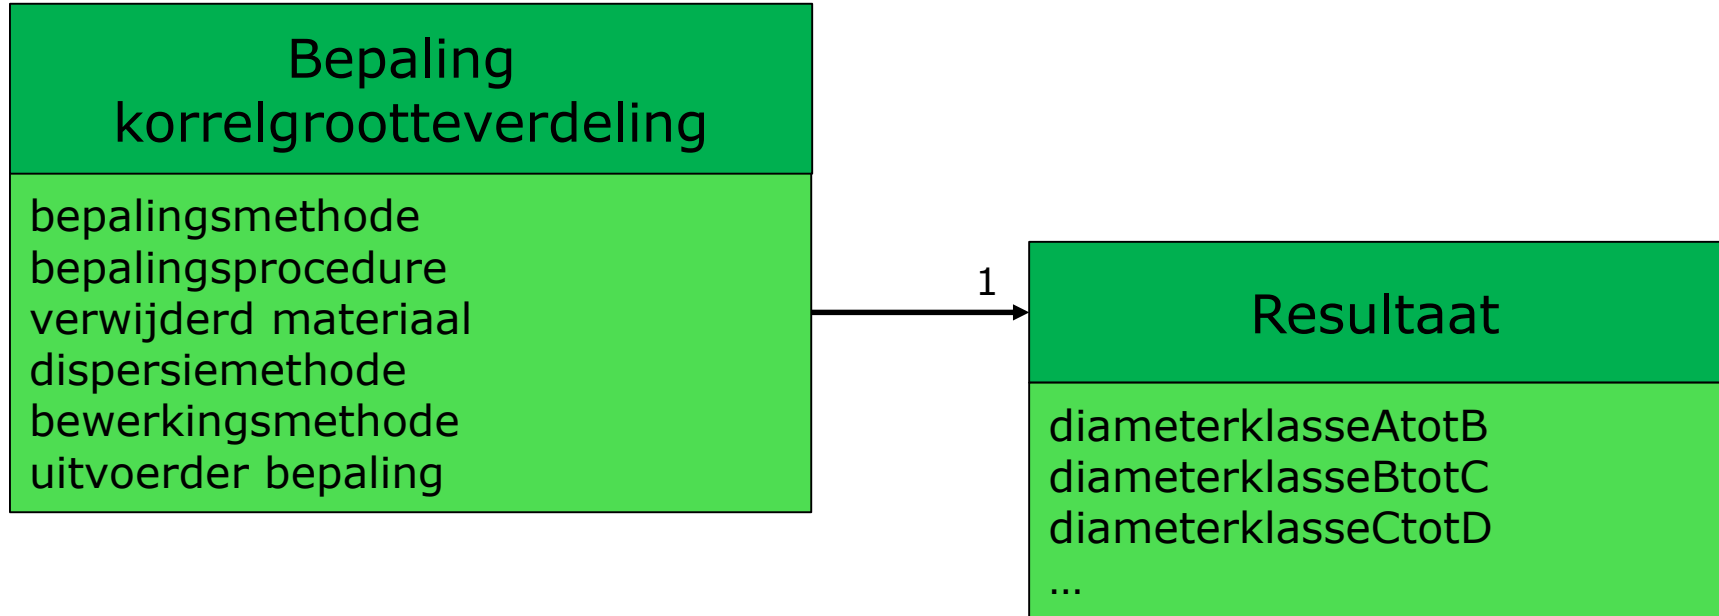 Bepaling
korrelgrootteverdeling
bepalingsmethode
bepalingsprocedure
verwijderd materiaal
dispersiemethode
bewerkingsmethode
uitvoerder bepaling
1
Resultaat
diameterklasseAtotB
diameterklasseBtotC
diameterklasseCtotD
…